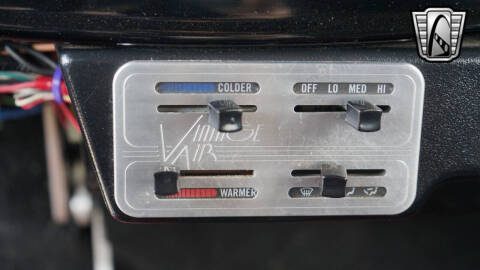 COLDER
OFF LO MED HI
VINTAGE
AIR
WARMER